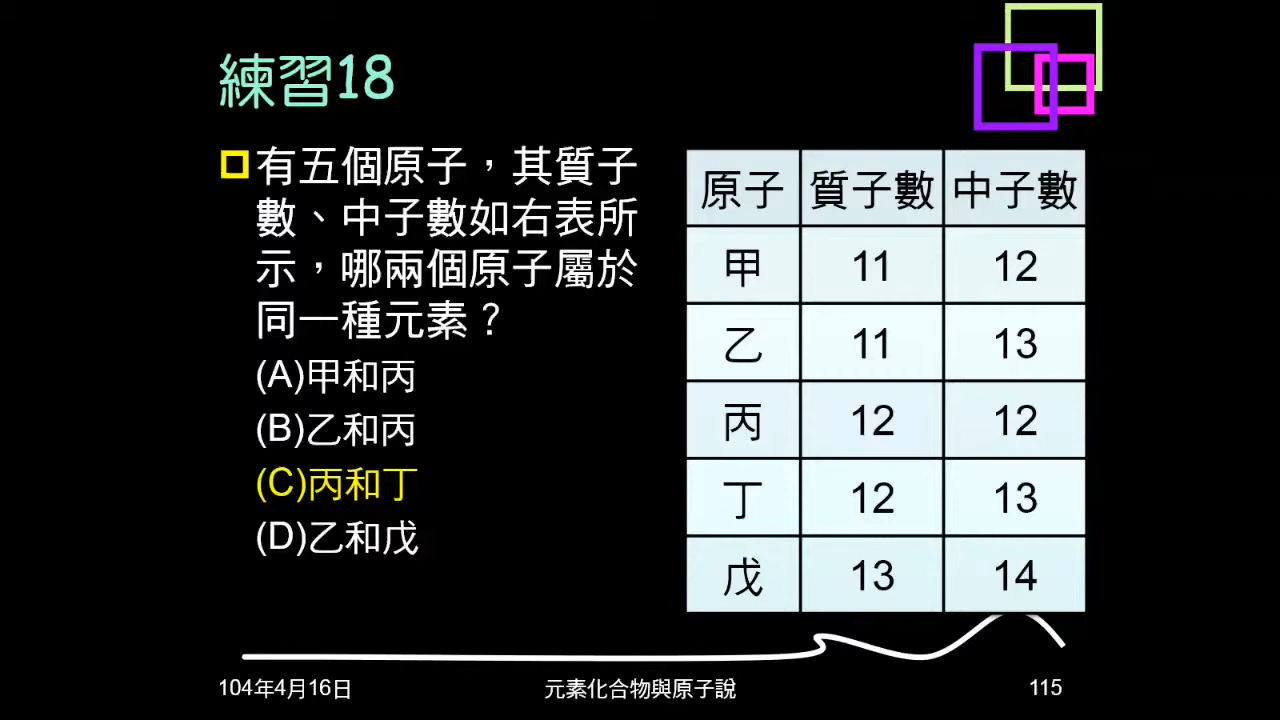 練習18
有五個原子，其質子
數、中子數如右表所
示，哪兩個原子屬於
同一種元素？
(A)甲和丙
(B)乙和丙
(C)丙和丁
(D)乙和戊
原子 質子數 中子數
甲 11 12
乙 11 13
丙 12 12
丁 12 13
戊 13 14
104年4月16日 元素化合物與原子說 115